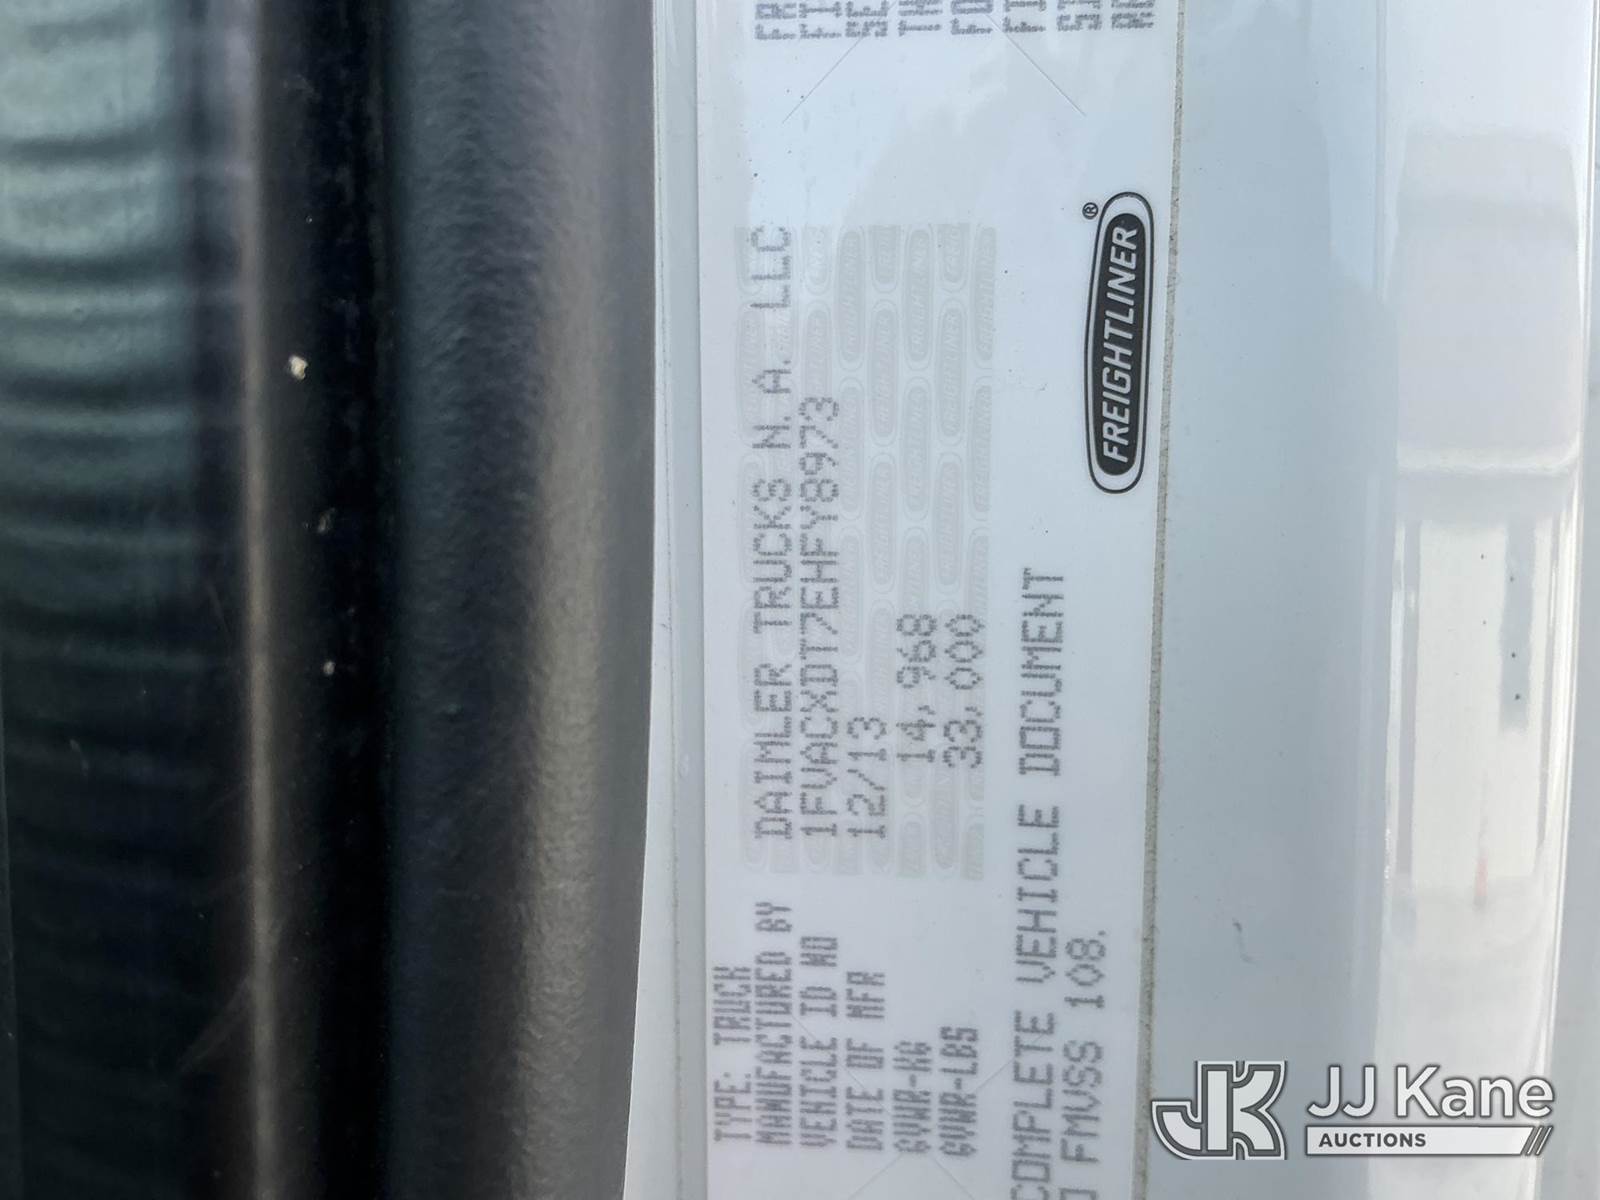 TYPE: TRUCK
MANUFACTURED BY DAIMLER TRUCKS N.A. LLC
VEHICLE ID NO 1FVACXDT7EHFY8973
DATE OF MFR 12/13
GVWR-KG 14,968
GVWR-LBS 33,000
COMPLETE VEHICLE DOCUMENT
FMVSS 108.
FREIGHTLINER®
JJ Kane
AUCTIONS